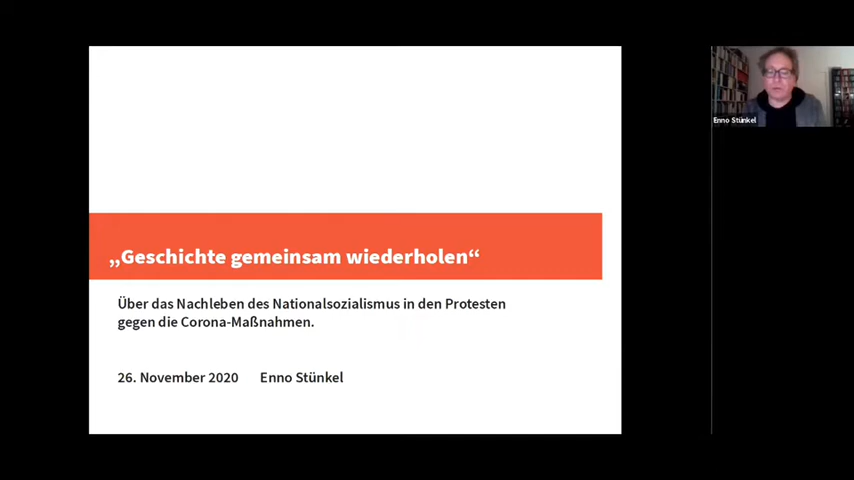 „Geschichte gemeinsam wiederholen“
Über das Nachleben des Nationalsozialismus in den Protesten
gegen die Corona-Maßnahmen.
26. November 2020 Enno Stünkel
Enno Stünkel